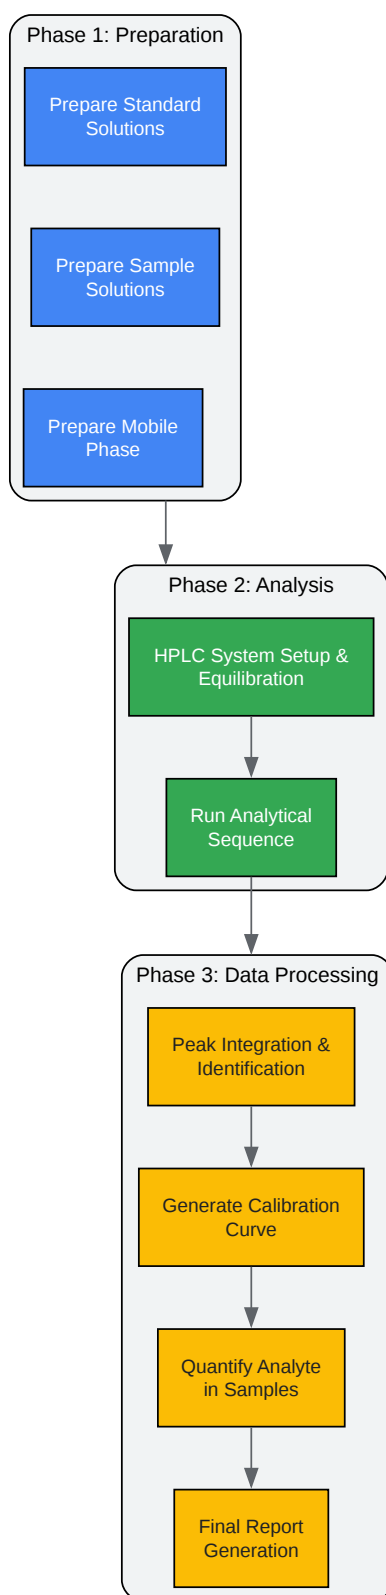 Phase 1: Preparation
Prepare Standard
Solutions
Prepare Sample
Solutions
Prepare Mobile
Phase
Phase 2: Analysis
HPLC System Setup &
Equilibration
Run Analytical
Sequence
Phase 3: Data Processing
Peak Integration &
Identification
Generate Calibration
Curve
Quantify Analyte
in Samples
Final Report
Generation